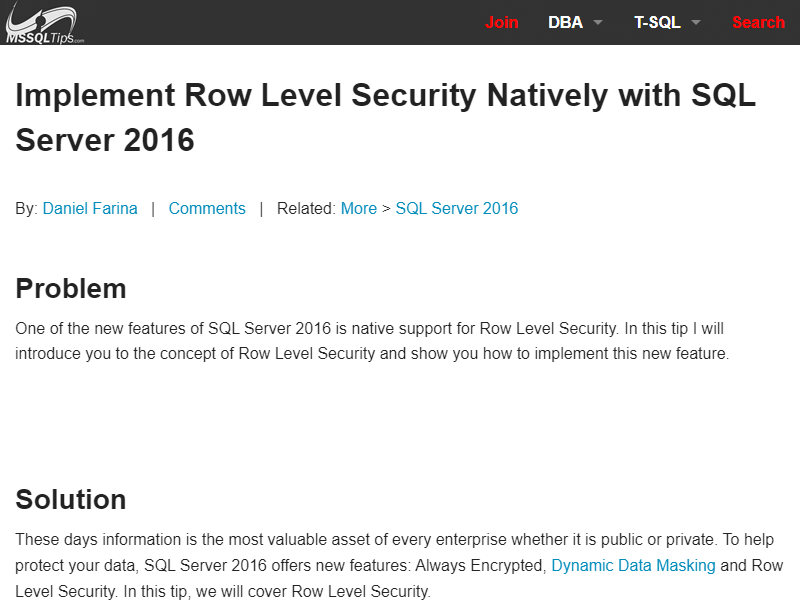 MSSQLTips.com
Join DBA T-SQL Search
Implement Row Level Security Natively with SQL
Server 2016
By: Daniel Farina | Comments | Related: More > SQL Server 2016
Problem
One of the new features of SQL Server 2016 is native support for Row Level Security. In this tip I will
introduce you to the concept of Row Level Security and show you how to implement this new feature.
Solution
These days information is the most valuable asset of every enterprise whether it is public or private. To help
protect your data, SQL Server 2016 offers new features: Always Encrypted, Dynamic Data Masking and Row
Level Security. In this tip, we will cover Row Level Security.